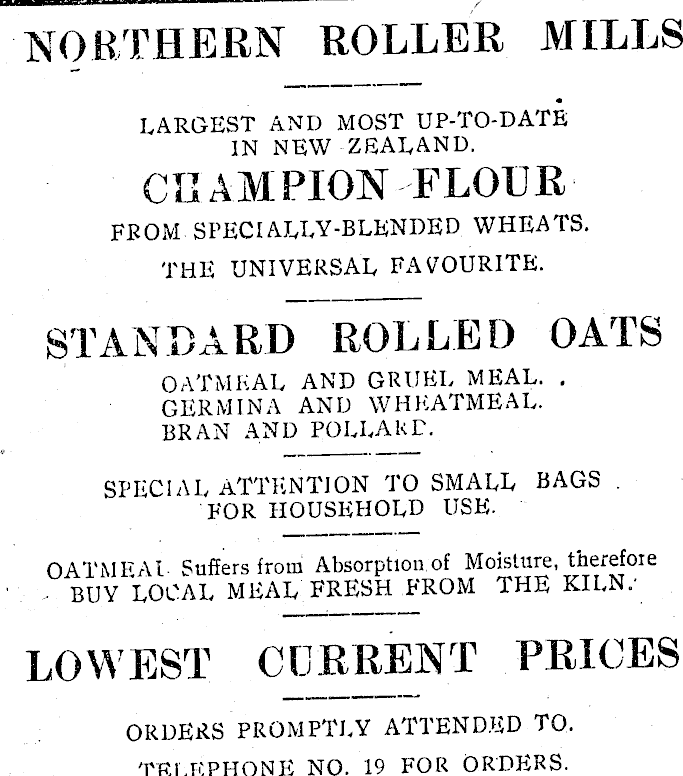 NORTHERN ROLLER MILLS
LARGEST AND MOST UP-TO-DATE
IN NEW ZEALAND.
CHAMPION FLOUR
FROM SPECIALLY-BLENDED WHEATS.
THE UNIVERSAL FAVOURITE.
STANDARD ROLLED OATS
OATMEAL AND GRUEL MEAL.
GERMINA AND WHEATMEAL.
BRAN AND POLLARD.
SPECIAL ATTENTION TO SMALL BAGS
FOR HOUSEHOLD USE.
OATMEAL Suffers from Absorption of Moisture, therefore
BUY LOCAL MEAL FRESH FROM THE KILN.
LOWEST CURRENT PRICES
ORDERS PROMPTLY ATTENDED TO.
TELEPHONE NO. 19 FOR ORDERS.